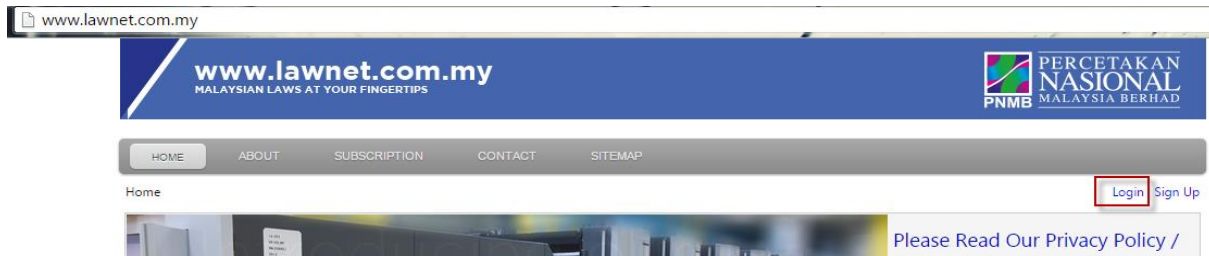 www.lawnet.com.my
www.lawnet.com.my
MALAYSIAN LAWS AT YOUR FINGERTIPS
PNMB
PERCETAKAN
NASIONAL
MALAYSIA BERHAD
HOME ABOUT SUBSCRIPTION CONTACT SITEMAP
Home Login Sign Up
Please Read Our Privacy Policy /